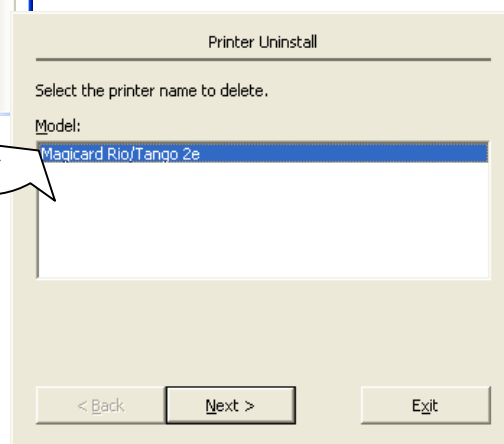 Printer Uninstall
Select the printer name to delete.
Model:
Magicard Rio/Tango 2e
< Back
Next >
Exit